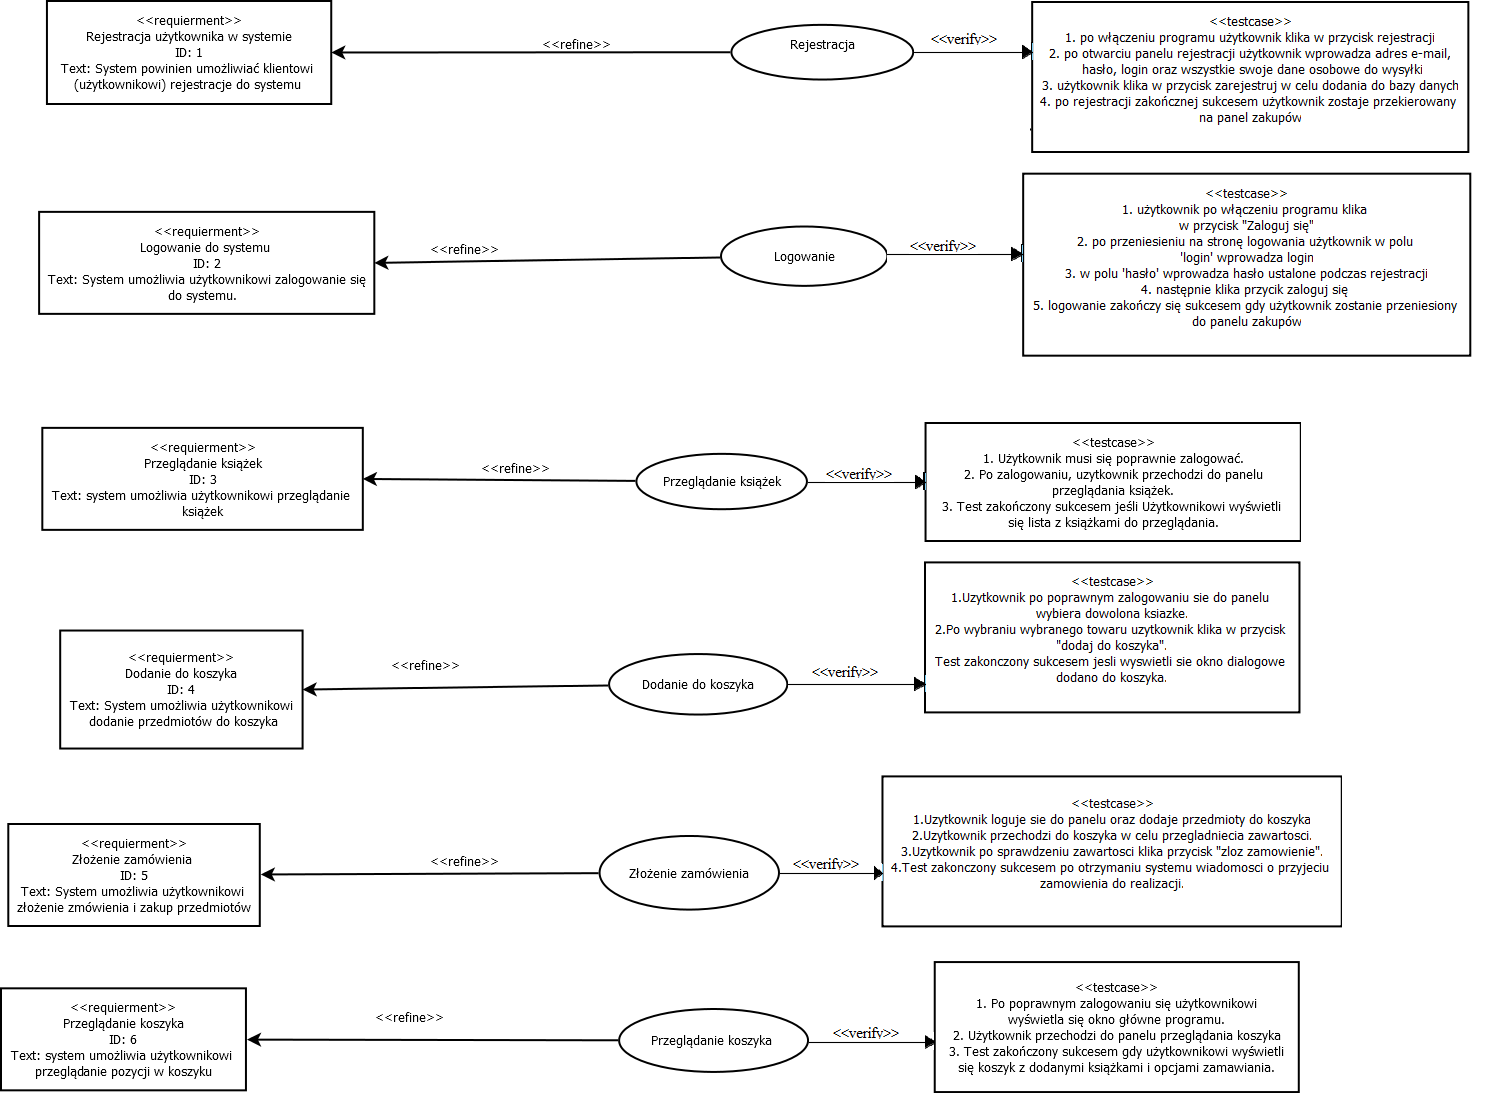 <<requierment>>
Rejestracja użytkownika w systemie
ID: 1
Text: System powinien umożliwiać klientowi
(użytkownikowi) rejestracje do systemu
<<refine>>
Rejestracja
<<verify>>
<<testcase>>
1. po włączeniu programu użytkownik klika w przycisk rejestracji
2. po otwarciu panelu rejestracji użytkownik wprowadza adres e-mail,
hasło, login oraz wszystkie swoje dane osobowe do wysyłki
3. użytkownik klika w przycisk zarejestruj w celu dodania do bazy danych
4. po rejestracji zakończnej sukcesem użytkownik zostaje przekierowany
na panel zakupów
<<requierment>>
Logowanie do systemu
ID: 2
Text: System umożliwia użytkownikowi zalogowanie się
do systemu.
<<refine>>
Logowanie
<<verify>>
<<testcase>>
1. użytkownik po włączeniu programu klika
w przycisk "Zaloguj się"
2. po przeniesieniu na stronę logowania użytkownik w polu
'login' wprowadza login
3. w polu 'hasło' wprowadza hasło ustalone podczas rejestracji
4. następnie klika przycik zaloguj się
5. logowanie zakończy się sukcesem gdy użytkownik zostanie przeniesiony
do panelu zakupów
<<requierment>>
Przeglądanie książek
ID: 3
Text: system umożliwia użytkownikowi przeglądanie
książek
<<refine>>
Przeglądanie książek
<<verify>>
<<testcase>>
1. Użytkownik musi się poprawnie zalogować.
2. Po zalogowaniu, uzytkownik przechodzi do panelu
przeglądania książek.
3. Test zakończony sukcesem jeśli Użytkownikowi wyświetli
się lista z książkami do przeglądania.
<<requierment>>
Dodanie do koszyka
ID: 4
Text: System umożliwia użytkownikowi
dodanie przedmiotów do koszyka
<<refine>>
Dodanie do koszyka
<<verify>>
<<testcase>>
1.Uzytkownik po poprawnym zalogowaniu sie do panelu
wybiera dowolona ksiazke.
2.Po wybraniu wybranego towaru uzytkownik klika w przycisk
"dodaj do koszyka".
Test zakonczony sukcesem jesli wyswietli sie okno dialogowe
dodano do koszyka.
<<requierment>>
Złożenie zamówienia
ID: 5
Text: System umożliwia użytkownikowi
złożenie zmówienia i zakup przedmiotów
<<refine>>
Złożenie zamówienia
<<verify>>
<<testcase>>
1.Uzytkownik loguje sie do panelu oraz dodaje przedmioty do koszyka
2.Uzytkownik przechodzi do koszyka w celu przegladniecia zawartosci.
3.Uzytkownik po sprawdzeniu zawartosci klika przycisk "zloz zamowienie".
4.Test zakonczony sukcesem po otrzymaniu systemu wiadomosci o przyjeciu
zamowienia do realizacji.
<<requierment>>
Przeglądanie koszyka
ID: 6
Text: system umożliwia użytkownikowi
przeglądanie pozycji w koszyku
<<refine>>
Przeglądanie koszyka
<<verify>>
<<testcase>>
1. Po poprawnym zalogowaniu się użytkownikowi
wyświetla się okno główne programu.
2. Użytkownik przechodzi do panelu przeglądania koszyka
3. Test zakończony sukcesem gdy użytkownikowi wyświetli
się koszyk z dodanymi książkami i opcjami zamawiania.